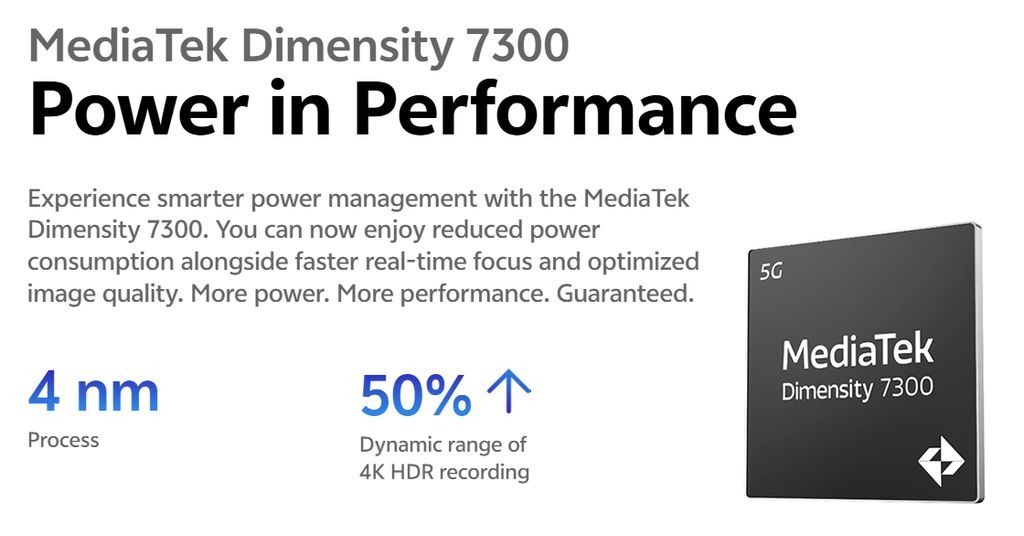 MediaTek Dimensity 7300
Power in Performance
Experience smarter power management with the MediaTek
Dimensity 7300. You can now enjoy reduced power
consumption alongside faster real-time focus and optimized
image quality. More power. More performance. Guaranteed.
4 nm
Process
50% ↑
Dynamic range of
4K HDR recording
5G
MediaTek
Dimensity 7300